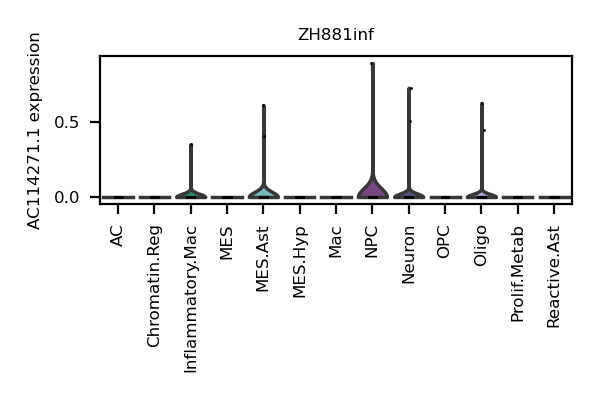 ZH881inf
AC114271.1 expression
0.5
0.0
AC
Chromatin.Reg
Inflammatory.Mac
MES
MES.Ast
MES.Hyp
Mac
NPC
Neuron
OPC
Oligo
Prolif.Metab
Reactive.Ast